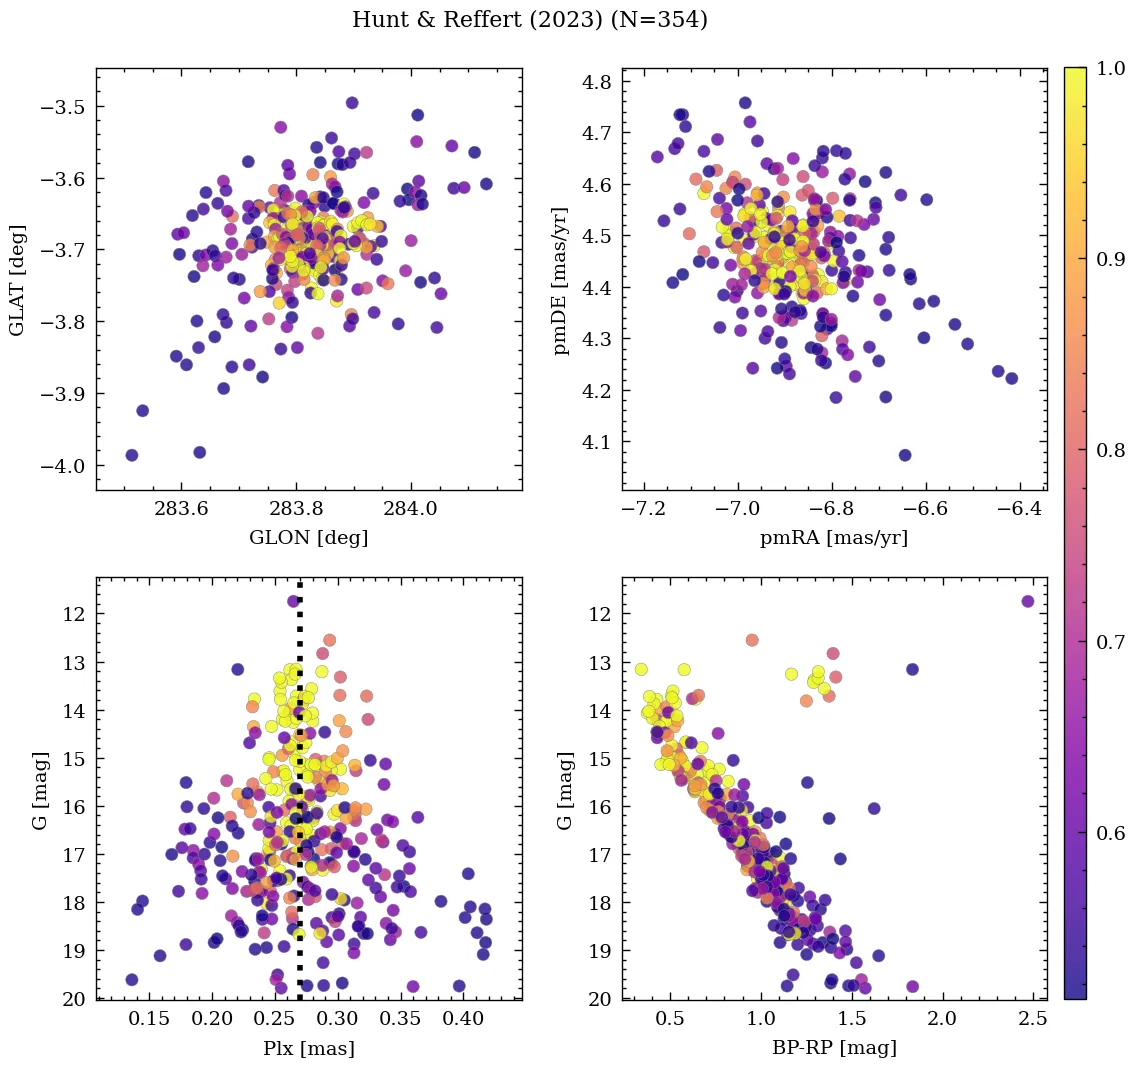 Hunt & Reffert (2023) (N=354)
−3.5
−3.6
−3.7
−3.8
−3.9
−4.0
GLAT [deg]
283.6 283.8 284.0
GLON [deg]
4.8
4.7
4.6
4.5
4.4
4.3
4.2
4.1
pmDE [mas/yr]
−7.2 −7.0 −6.8 −6.6 −6.4
pmRA [mas/yr]
12
13
14
15
16
17
18
19
20
G [mag]
0.15 0.20 0.25 0.30 0.35 0.40
Plx [mas]
12
13
14
15
16
17
18
19
20
G [mag]
0.5 1.0 1.5 2.0 2.5
BP-RP [mag]
1.0
0.9
0.8
0.7
0.6